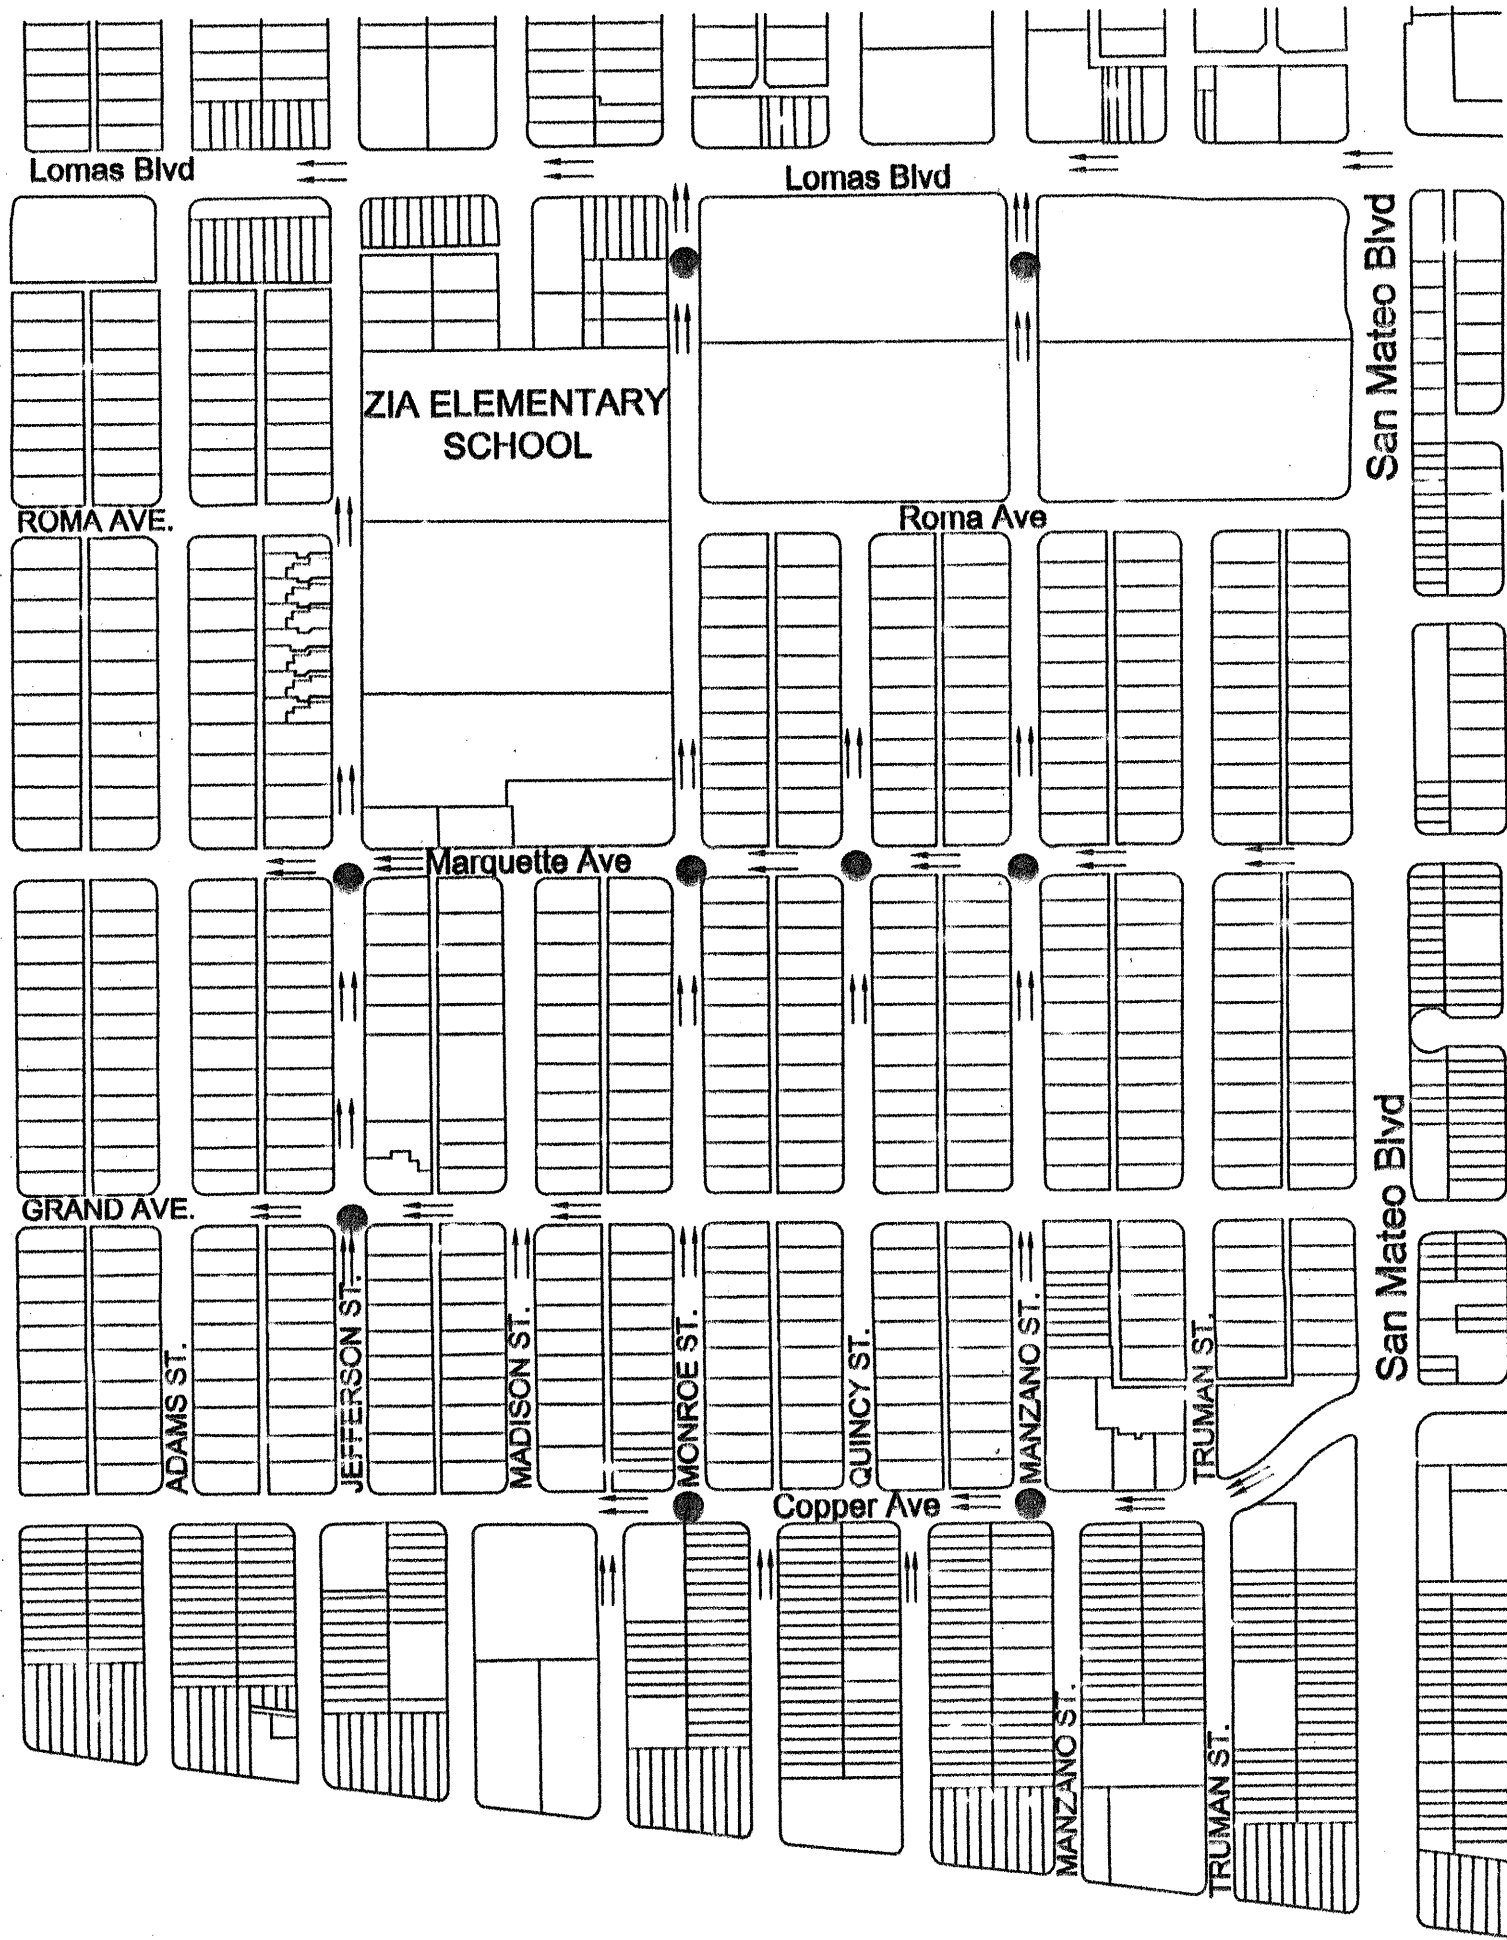 Lomas Blvd
Lomas Blvd
San Mateo Blvd
ZIA ELEMENTARY
SCHOOL
ROMA AVE.
Roma Ave
Marquette Ave
San Mateo Blvd
GRAND AVE.
ADAMS ST.
JEFFERSON ST.
MADISON ST.
MONROE ST.
QUINCY ST.
MANZANO ST.
TRUMAN ST.
Copper Ave
MANZANO ST.
TRUMAN ST.